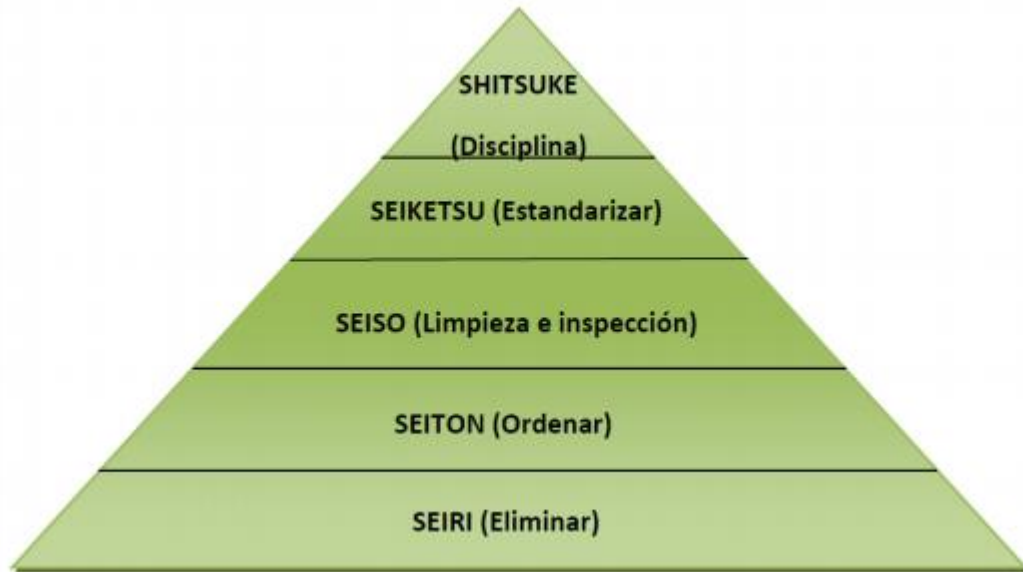 SHITSUKE
(Disciplina)
SEIKETSU (Estandarizar)
SEISO (Limpieza e inspección)
SEITON (Ordenar)
SEIRI (Eliminar)